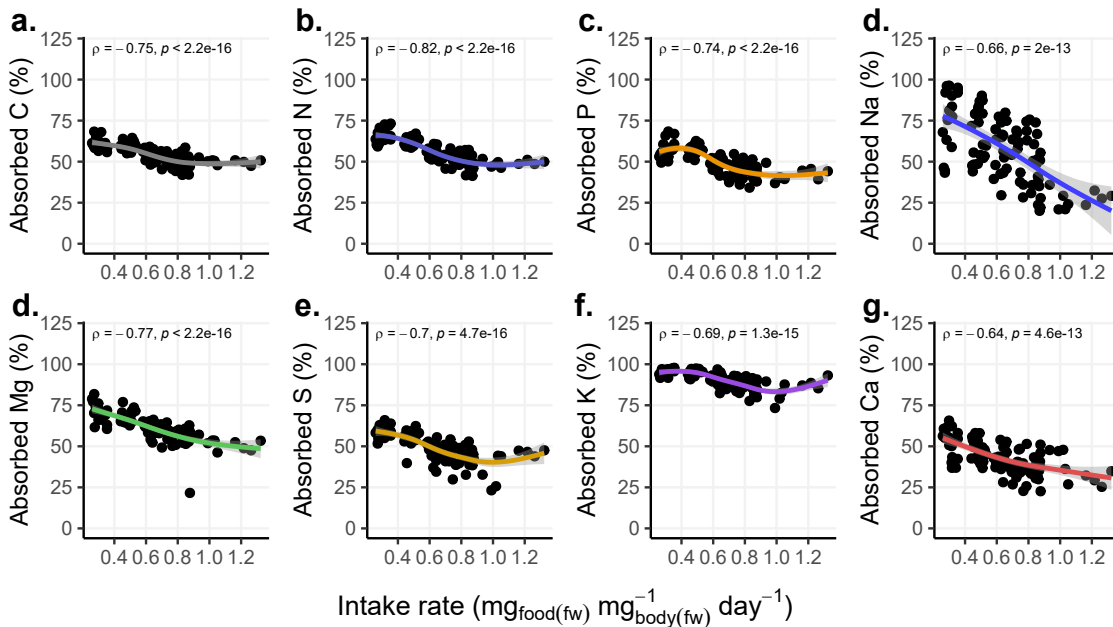 a. b. c. d.
ρ = − 0.75, p < 2.2e-16
ρ = − 0.82, p < 2.2e-16
ρ = − 0.74, p < 2.2e-16
ρ = − 0.66, p = 2e-13
Absorbed C (%)
125
100
75
50
25
0
0.4 0.6 0.8 1.0 1.2
Absorbed N (%)
125
100
75
50
25
0
0.4 0.6 0.8 1.0 1.2
Absorbed P (%)
125
100
75
50
25
0
0.4 0.6 0.8 1.0 1.2
Absorbed Na (%)
125
100
75
50
25
0
0.4 0.6 0.8 1.0 1.2
d. e. f. g.
ρ = − 0.77, p < 2.2e-16
ρ = − 0.7, p = 4.7e-16
ρ = − 0.69, p = 1.3e-15
ρ = − 0.64, p = 4.6e-13
Absorbed Mg (%)
125
100
75
50
25
0
0.4 0.6 0.8 1.0 1.2
Absorbed S (%)
125
100
75
50
25
0
0.4 0.6 0.8 1.0 1.2
Absorbed K (%)
125
100
75
50
25
0
0.4 0.6 0.8 1.0 1.2
Absorbed Ca (%)
125
100
75
50
25
0
0.4 0.6 0.8 1.0 1.2
Intake rate (mg food(fw) mg body(fw) −1 day −1)